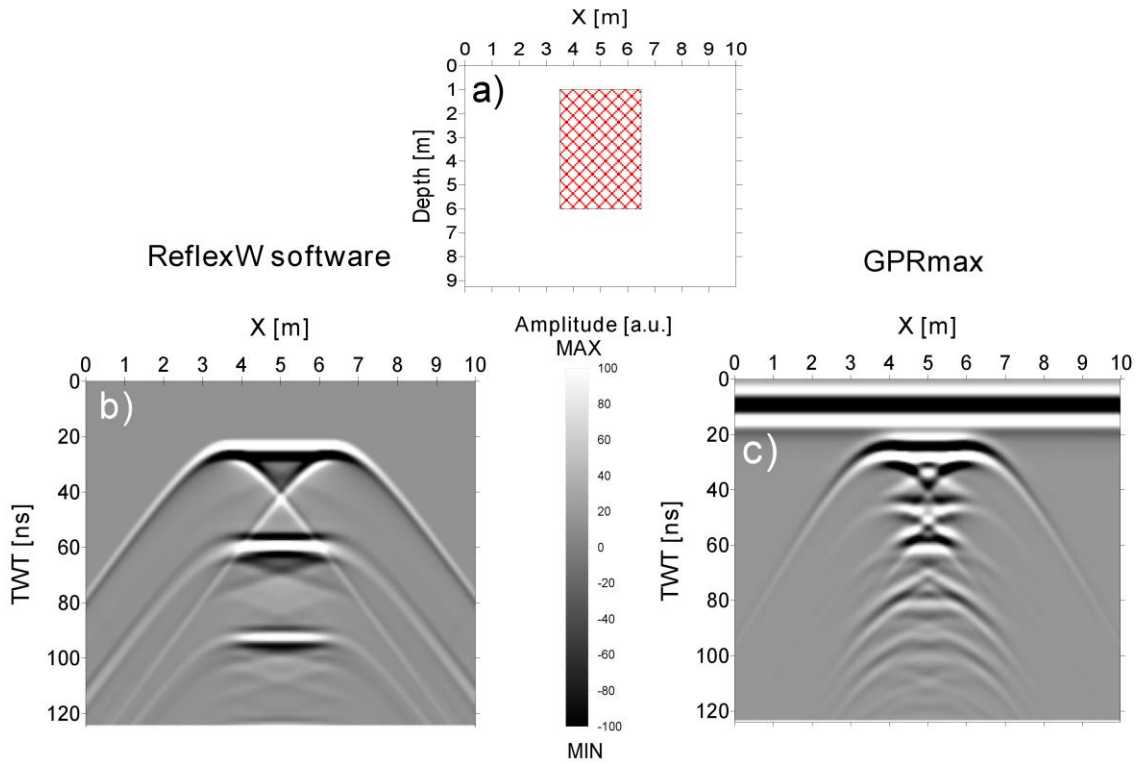 X [m]
0 1 2 3 4 5 6 7 8 9 10
a)
Depth [m]
0
1
2
3
4
5
6
7
8
9
ReflexW software
GPRmax
X [m]
0 1 2 3 4 5 6 7 8 9 10
b)
TWT [ns]
0
20
40
60
80
100
120
Amplitude [a.u.]
MAX
100
80
60
40
20
0
-20
-40
-60
-80
-100
MIN
X [m]
0 1 2 3 4 5 6 7 8 9 10
c)
TWT [ns]
0
20
40
60
80
100
120